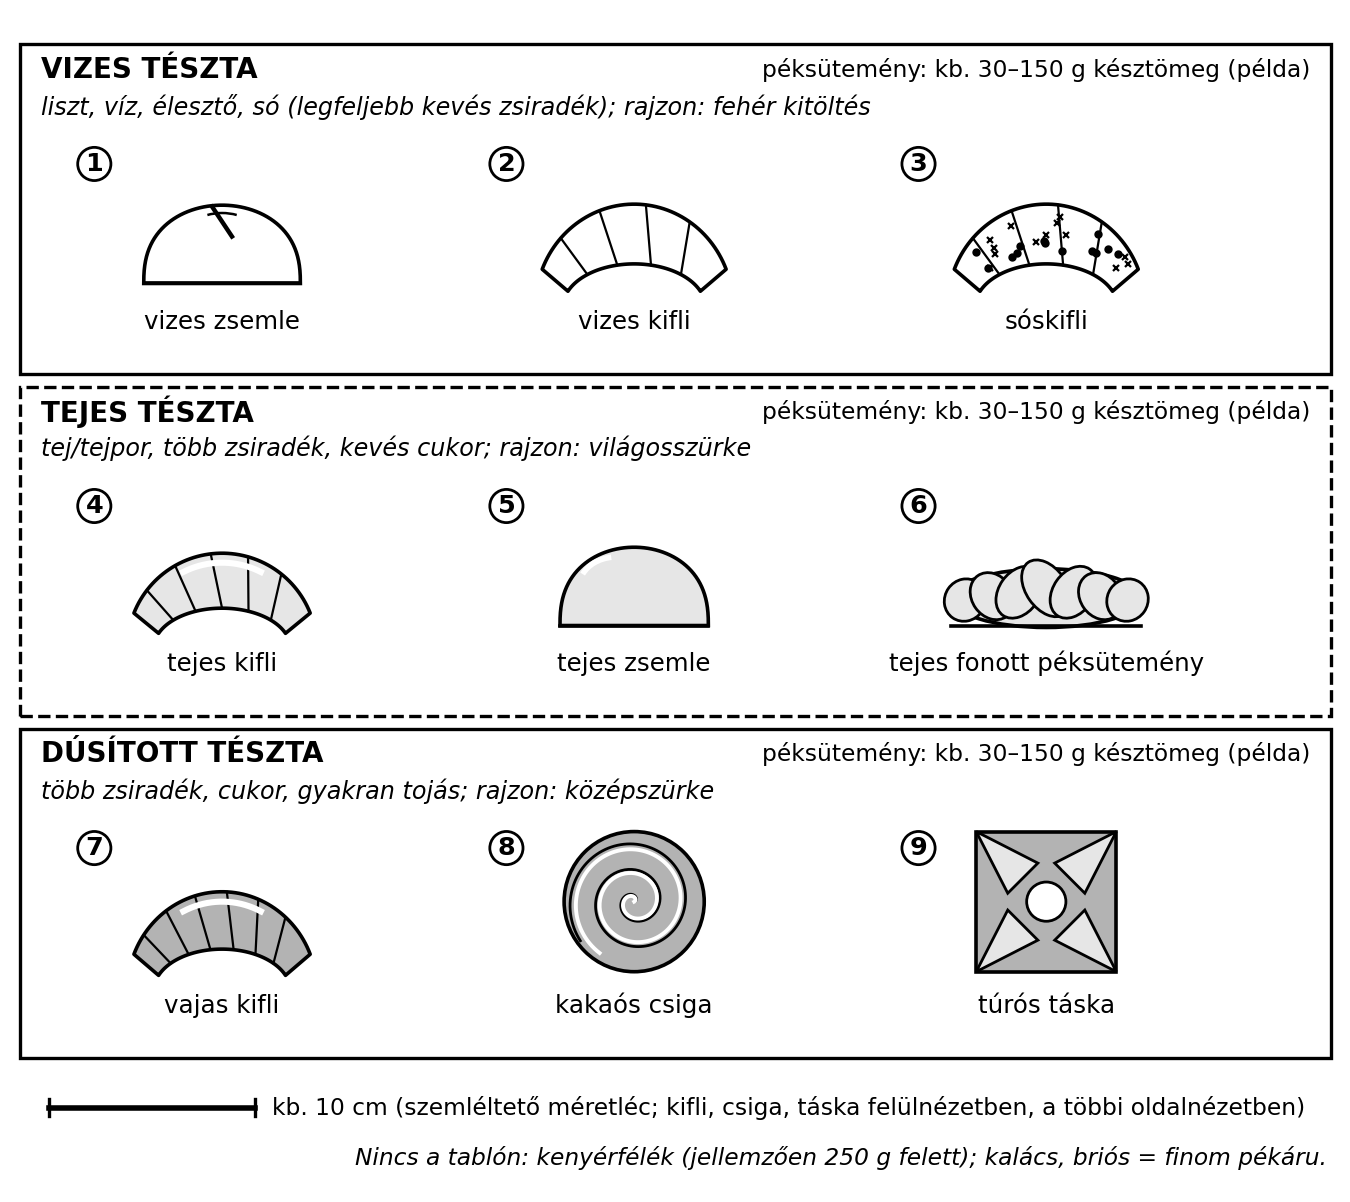 VIZES TÉSZTA péksütemény: kb. 30–150 g késztömeg (példa)
liszt, víz, élesztő, só (legfeljebb kevés zsiradék); rajzon: fehér kitöltés
1 2 3
vizes zsemle vizes kifli sóskifli
TEJES TÉSZTA péksütemény: kb. 30–150 g késztömeg (példa)
tej/tejpor, több zsiradék, kevés cukor; rajzon: világosszürke
4 5 6
tejes kifli tejes zsemle tejes fonott péksütemény
DÚSÍTOTT TÉSZTA péksütemény: kb. 30–150 g késztömeg (példa)
több zsiradék, cukor, gyakran tojás; rajzon: középszürke
7 8 9
vajas kifli kakaós csiga túrós táska
kb. 10 cm (szemléltető méretléc; kifli, csiga, táska felülnézetben, a többi oldalnézetben)
Nincs a tablón: kenyérfélék (jellemzően 250 g felett); kalács, briós = finom pékáru.